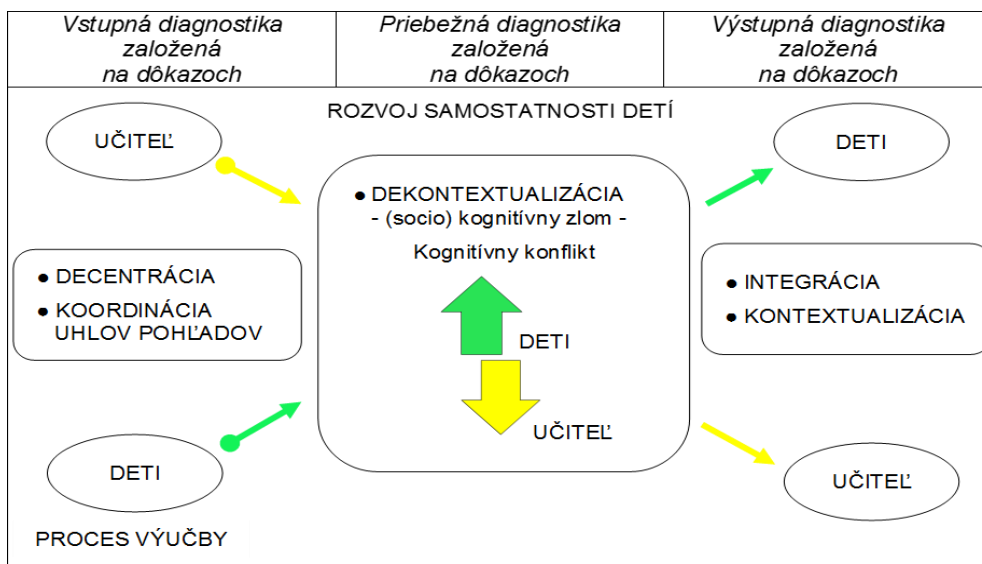 Vstupná diagnostika
založená
na dôkazoch
Priebežná diagnostika
založená
na dôkazoch
Výstupná diagnostika
založená
na dôkazoch
ROZVOJ SAMOSTATNOSTI DETÍ
UČITEĽ
DETI
● DEKONTEXTUALIZÁCIA
- (socio) kognitívny zlom -
Kognitívny konflikt
● DECENTRÁCIA
● KOORDINÁCIA
UHLOV POHĽADOV
● INTEGRÁCIA
● KONTEXTUALIZÁCIA
DETI
UČITEĽ
DETI
UČITEĽ
PROCES VÝUČBY